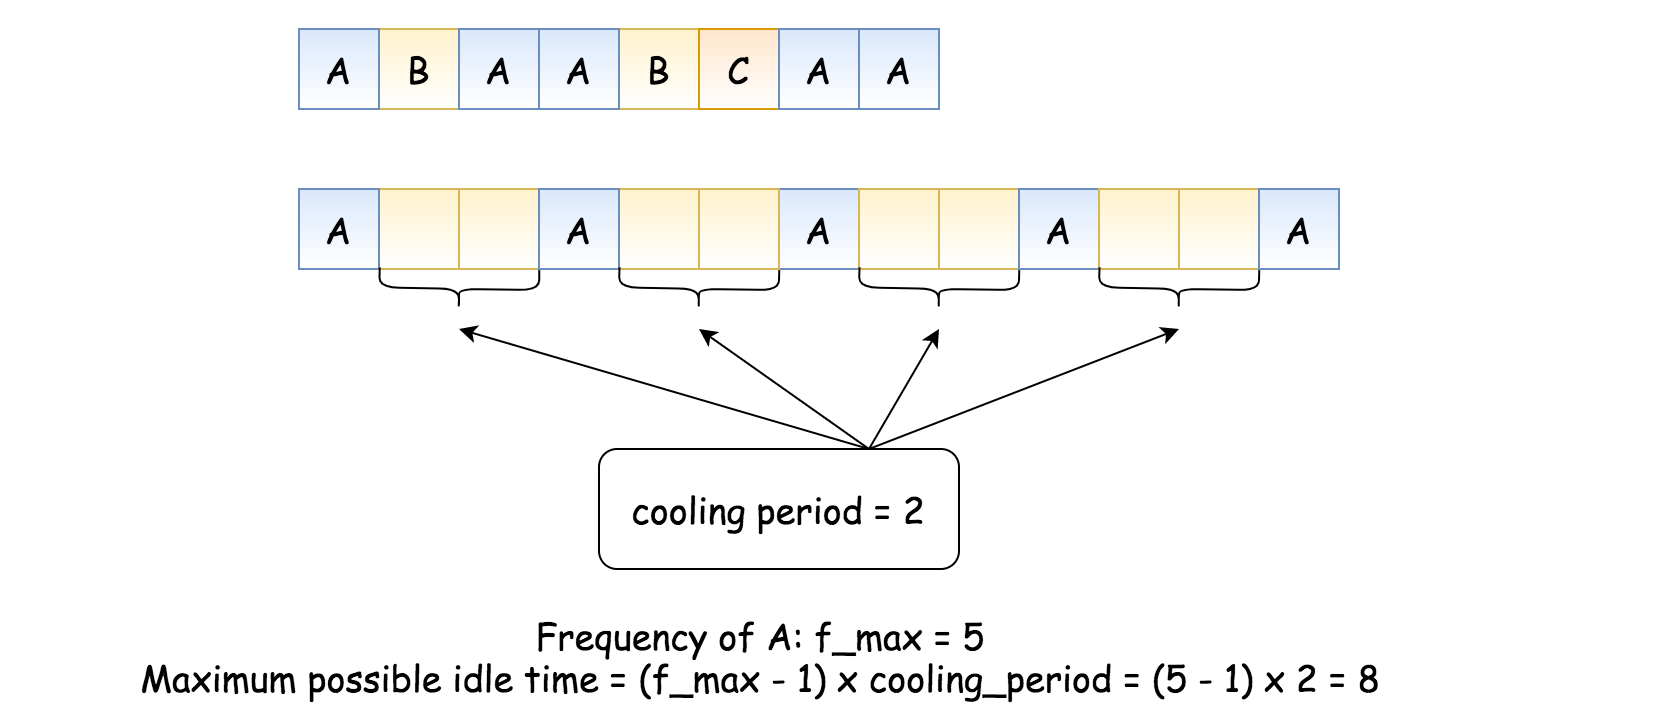 A B A A B C A A
A A A A A
cooling period = 2
Frequency of A: f_max = 5
Maximum possible idle time = (f_max - 1) x cooling_period = (5 - 1) x 2 = 8